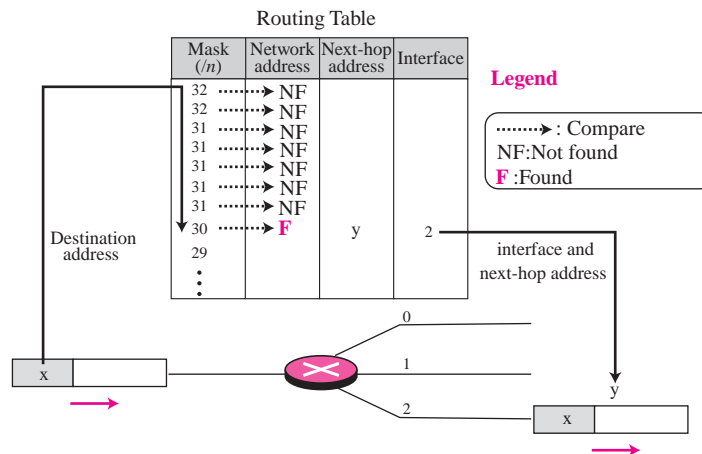 Routing Table
Mask (/n) Network address Next-hop address Interface
32 NF
32 NF
31 NF
31 NF
31 NF
31 NF
31 NF
30 F y 2
29
Legend
: Compare
NF:Not found
F :Found
Destination address
interface and next-hop address
0
1
2
x
y
x